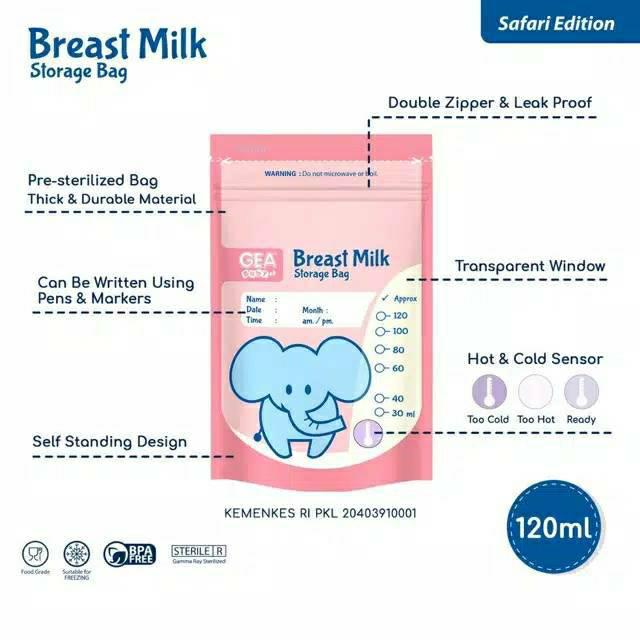 Breast Milk
Storage Bag
Safari Edition
Double Zipper & Leak Proof
WARNING : Do not microwave or boil.
Pre-sterilized Bag
Thick & Durable Material
GEA
BABY
Breast Milk
Storage Bag
Transparent Window
Can Be Written Using
Pens & Markers
Name :
Date : Month :
Time : am. / pm.
✓ Approx
120
100
80
60
40
30 ml
Hot & Cold Sensor
Too Cold Too Hot Ready
Self Standing Design
KEMENKES RI PKL 20403910001
120ml
Food Grade
Suitable for
FREEZING
BPA
FREE
STERILE R
Gamma Ray Sterilized